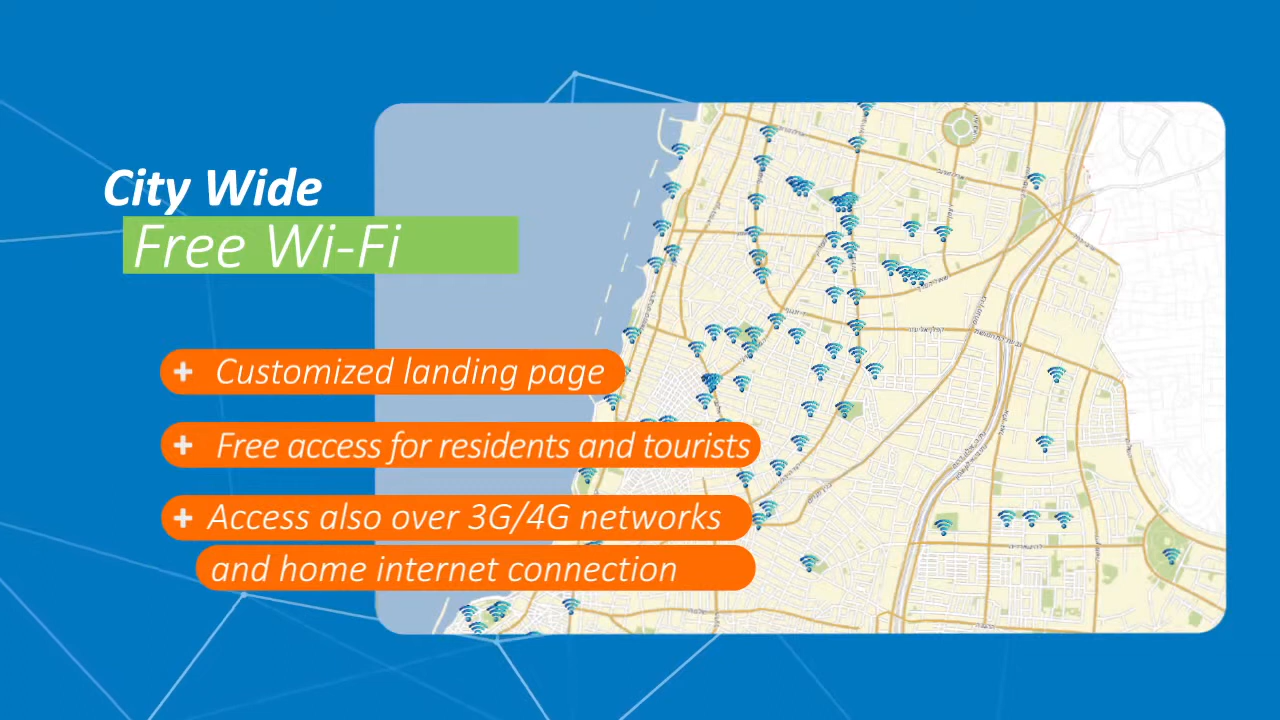 City Wide
Free Wi-Fi
+ Customized landing page
+ Free access for residents and tourists
+ Access also over 3G/4G networks
and home internet connection